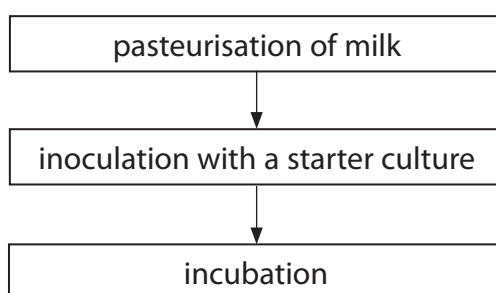 pasteurisation of milk
inoculation with a starter culture
incubation